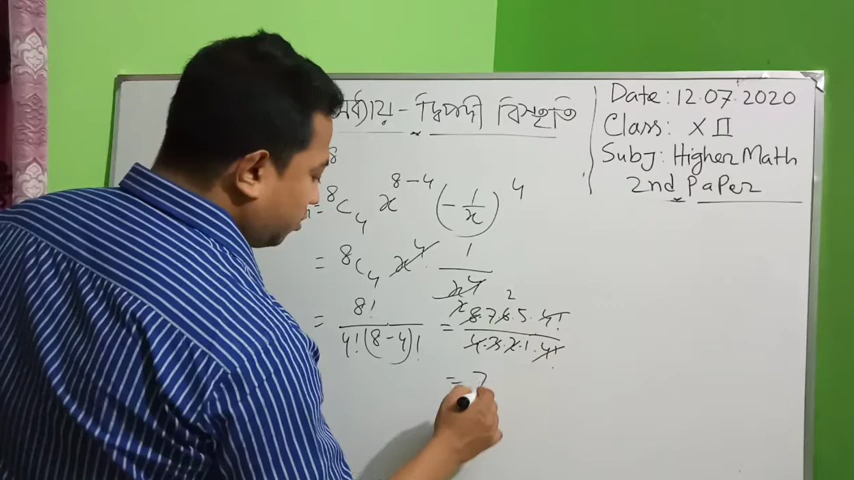 দ্বিপদী বিস্তৃতি
Date: 12.07.2020
Class: XII
Subj: Higher Math
2nd Paper
8
= ⁸C₄ x⁸⁻⁴ (-1/x)⁴
= ⁸C₄ x⁴ · 1/x⁴
= 8!/4!(8-4)! = 8·7·6·5·4!/4·3·2·1·4!
= 7